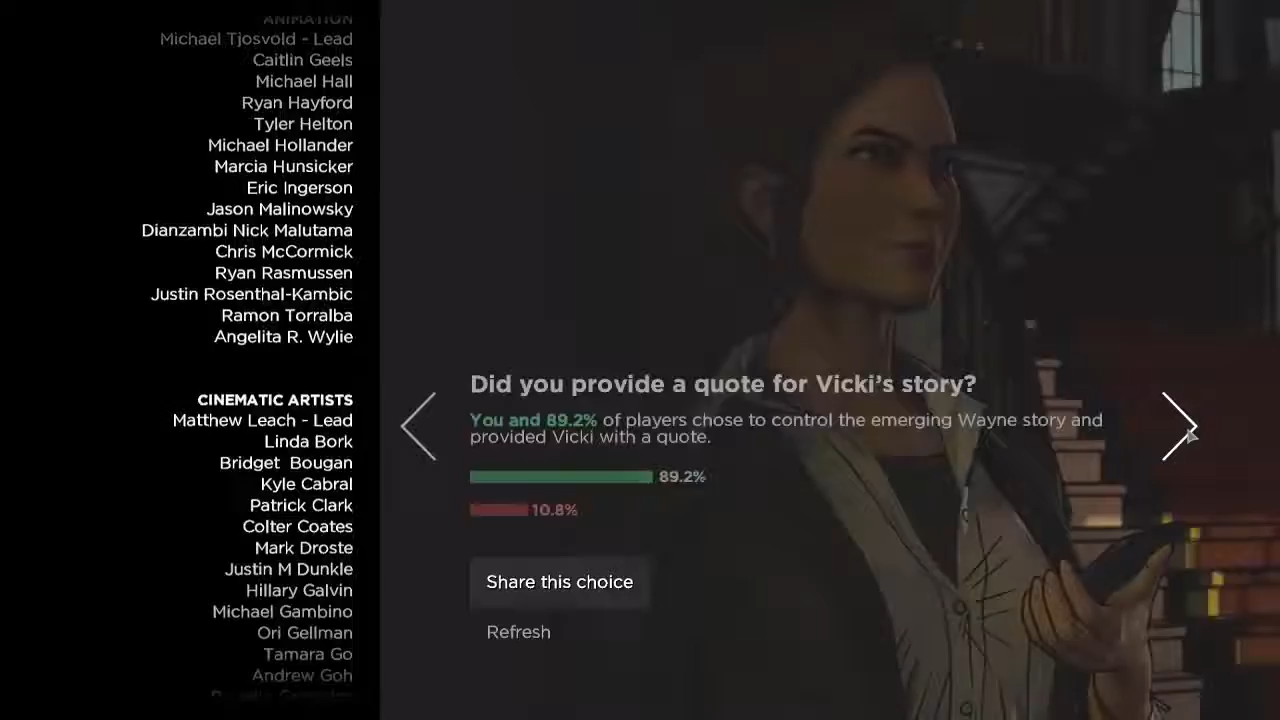 ANIMATION
Michael Tjosvold - Lead
Caitlin Geels
Michael Hall
Ryan Hayford
Tyler Helton
Michael Hollander
Marcia Hunsicker
Eric Ingerson
Jason Malinowsky
Dianzambi Nick Malutama
Chris McCormick
Ryan Rasmussen
Justin Rosenthal-Kambic
Ramon Torralba
Angelita R. Wylie
CINEMATIC ARTISTS
Matthew Leach - Lead
Linda Bork
Bridget Bougan
Kyle Cabral
Patrick Clark
Colter Coates
Mark Droste
Justin M Dunkle
Hillary Galvin
Michael Gambino
Ori Gellman
Tamara Go
Andrew Goh
Did you provide a quote for Vicki's story?
You and 89.2% of players chose to control the emerging Wayne story and
provided Vicki with a quote.
89.2%
10.8%
Share this choice
Refresh